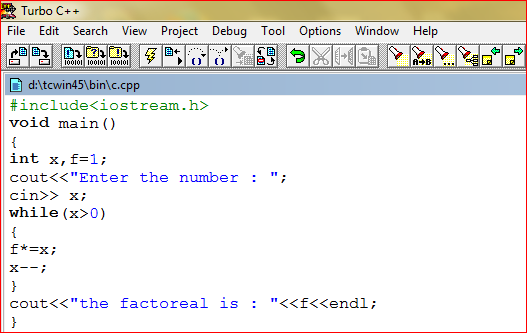 Turbo C++
File Edit Search View Project Debug Tool Options Window Help
d:\tcwin45\bin\c.cpp
#include<iostream.h>
void main()
{
int x,f=1;
cout<<"Enter the number : ";
cin>> x;
while(x>0)
{
f*=x;
x--;
}
cout<<"the factoreal is : "<<f<<endl;
}